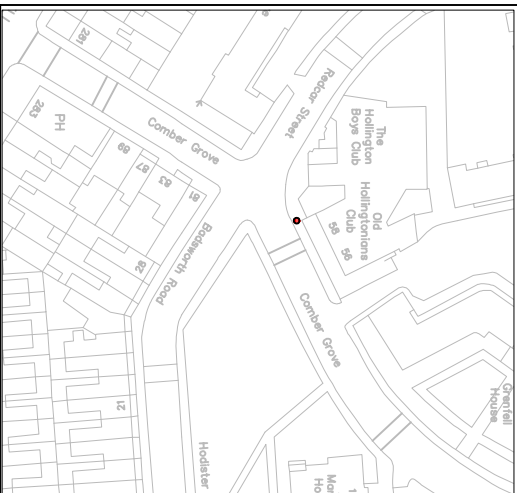 281
283
PH
Comber Grove
89
87
83
81
Redcar Street
The
Hollington
Boys Club
Old
Hollingtonians
Club
58
56
29
Badsworth Road
Comber Grove
21
Hodister
Grenfell
House